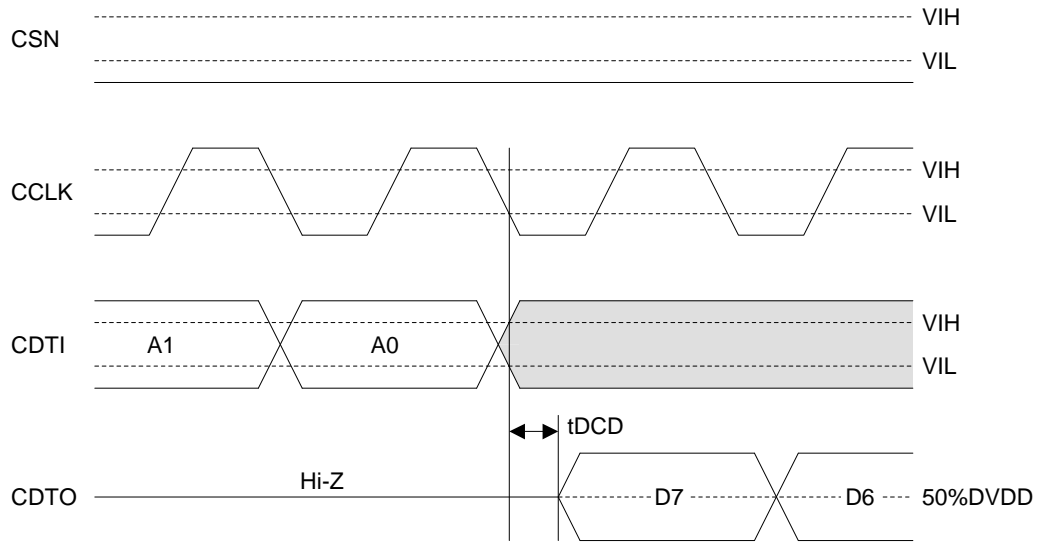 CSN
VIH
VIL
CCLK
VIH
VIL
CDTI
A1
A0
VIH
VIL
tDCD
CDTO
Hi-Z
D7
D6
50%DVDD